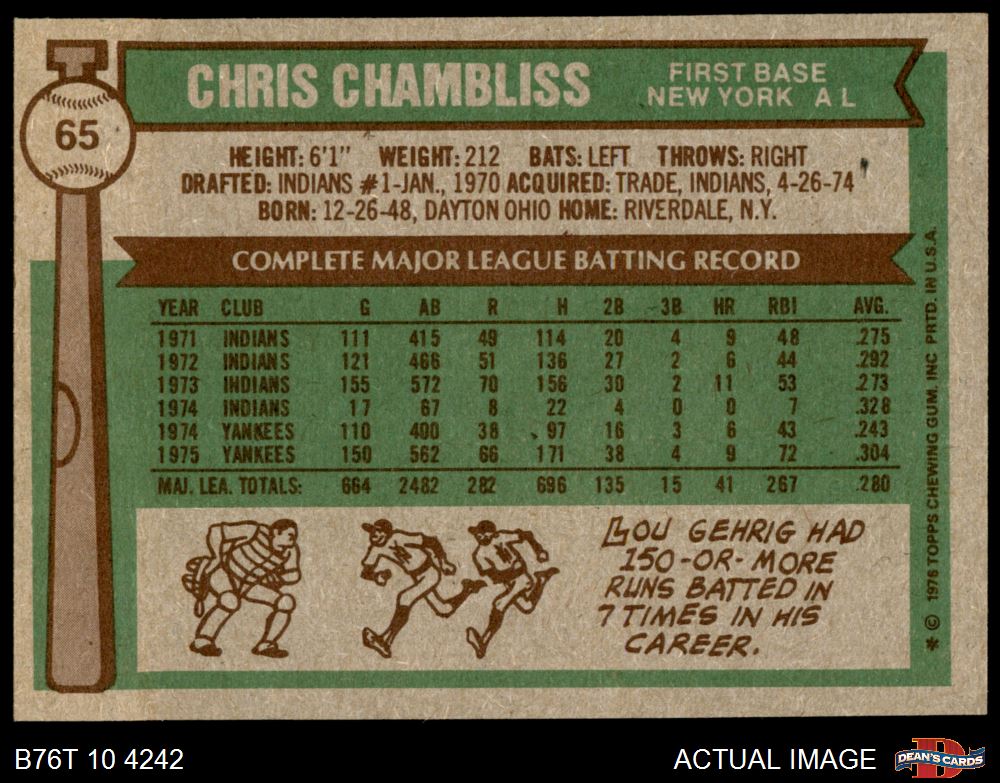 65
CHRIS CHAMBLISS
FIRST BASE
NEW YORK A L
HEIGHT: 6'1" WEIGHT: 212 BATS: LEFT THROWS: RIGHT
DRAFTED: INDIANS #1-JAN., 1970 ACQUIRED: TRADE, INDIANS, 4-26-74
BORN: 12-26-48, DAYTON OHIO HOME: RIVERDALE, N.Y.
COMPLETE MAJOR LEAGUE BATTING RECORD
YEAR CLUB G AB R H 2B 3B HR RBI AVG.
1971 INDIANS 111 415 49 114 20 4 9 48 .275
1972 INDIANS 121 466 51 136 27 2 6 44 .292
1973 INDIANS 155 572 70 156 30 2 11 53 .273
1974 INDIANS 17 67 8 22 4 0 0 7 .328
1974 YANKEES 110 400 38 97 16 3 6 43 .243
1975 YANKEES 150 562 66 171 38 4 9 72 .304
MAJ. LEA. TOTALS: 664 2482 282 696 135 15 41 267 .280
LOU GEHRIG HAD
150-OR-MORE
RUNS BATTED IN
7 TIMES IN HIS
CAREER.
* © 1976 TOPPS CHEWING GUM, INC PRTD. IN U.S.A.
B76T 10 4242
ACTUAL IMAGE
D
DEAN'S CARDS